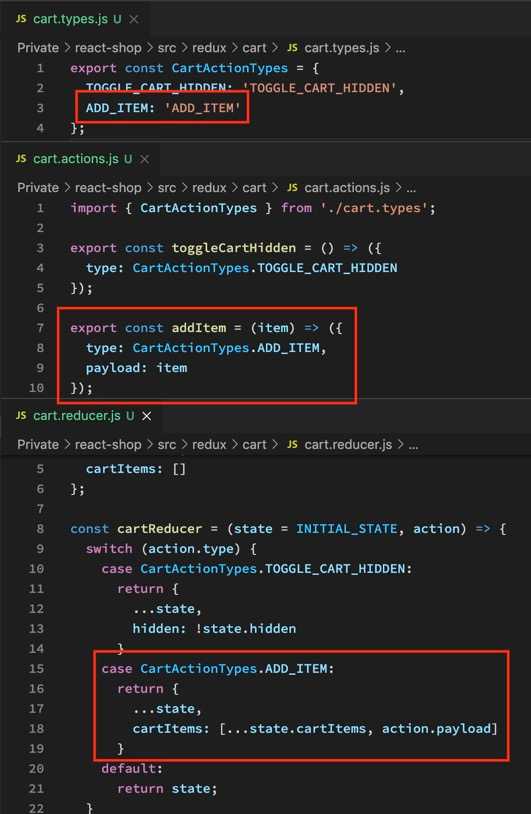 JS cart.types.js U ×
Private > react-shop > src > redux > cart > JS cart.types.js > ...
1 export const CartActionTypes = {
2   TOGGLE_CART_HIDDEN: 'TOGGLE_CART_HIDDEN',
3   ADD_ITEM: 'ADD_ITEM'
4 };
JS cart.actions.js U ×
Private > react-shop > src > redux > cart > JS cart.actions.js > ...
1 import { CartActionTypes } from './cart.types';
2
3 export const toggleCartHidden = () => ({
4   type: CartActionTypes.TOGGLE_CART_HIDDEN
5 });
6
7 export const addItem = (item) => ({
8   type: CartActionTypes.ADD_ITEM,
9   payload: item
10 });
JS cart.reducer.js U ×
Private > react-shop > src > redux > cart > JS cart.reducer.js > ...
5   cartItems: []
6 };
7
8 const cartReducer = (state = INITIAL_STATE, action) => {
9   switch (action.type) {
10     case CartActionTypes.TOGGLE_CART_HIDDEN:
11       return {
12         ...state,
13         hidden: !state.hidden
14       }
15     case CartActionTypes.ADD_ITEM:
16       return {
17         ...state,
18         cartItems: [...state.cartItems, action.payload]
19       }
20     default:
21       return state;
22   }